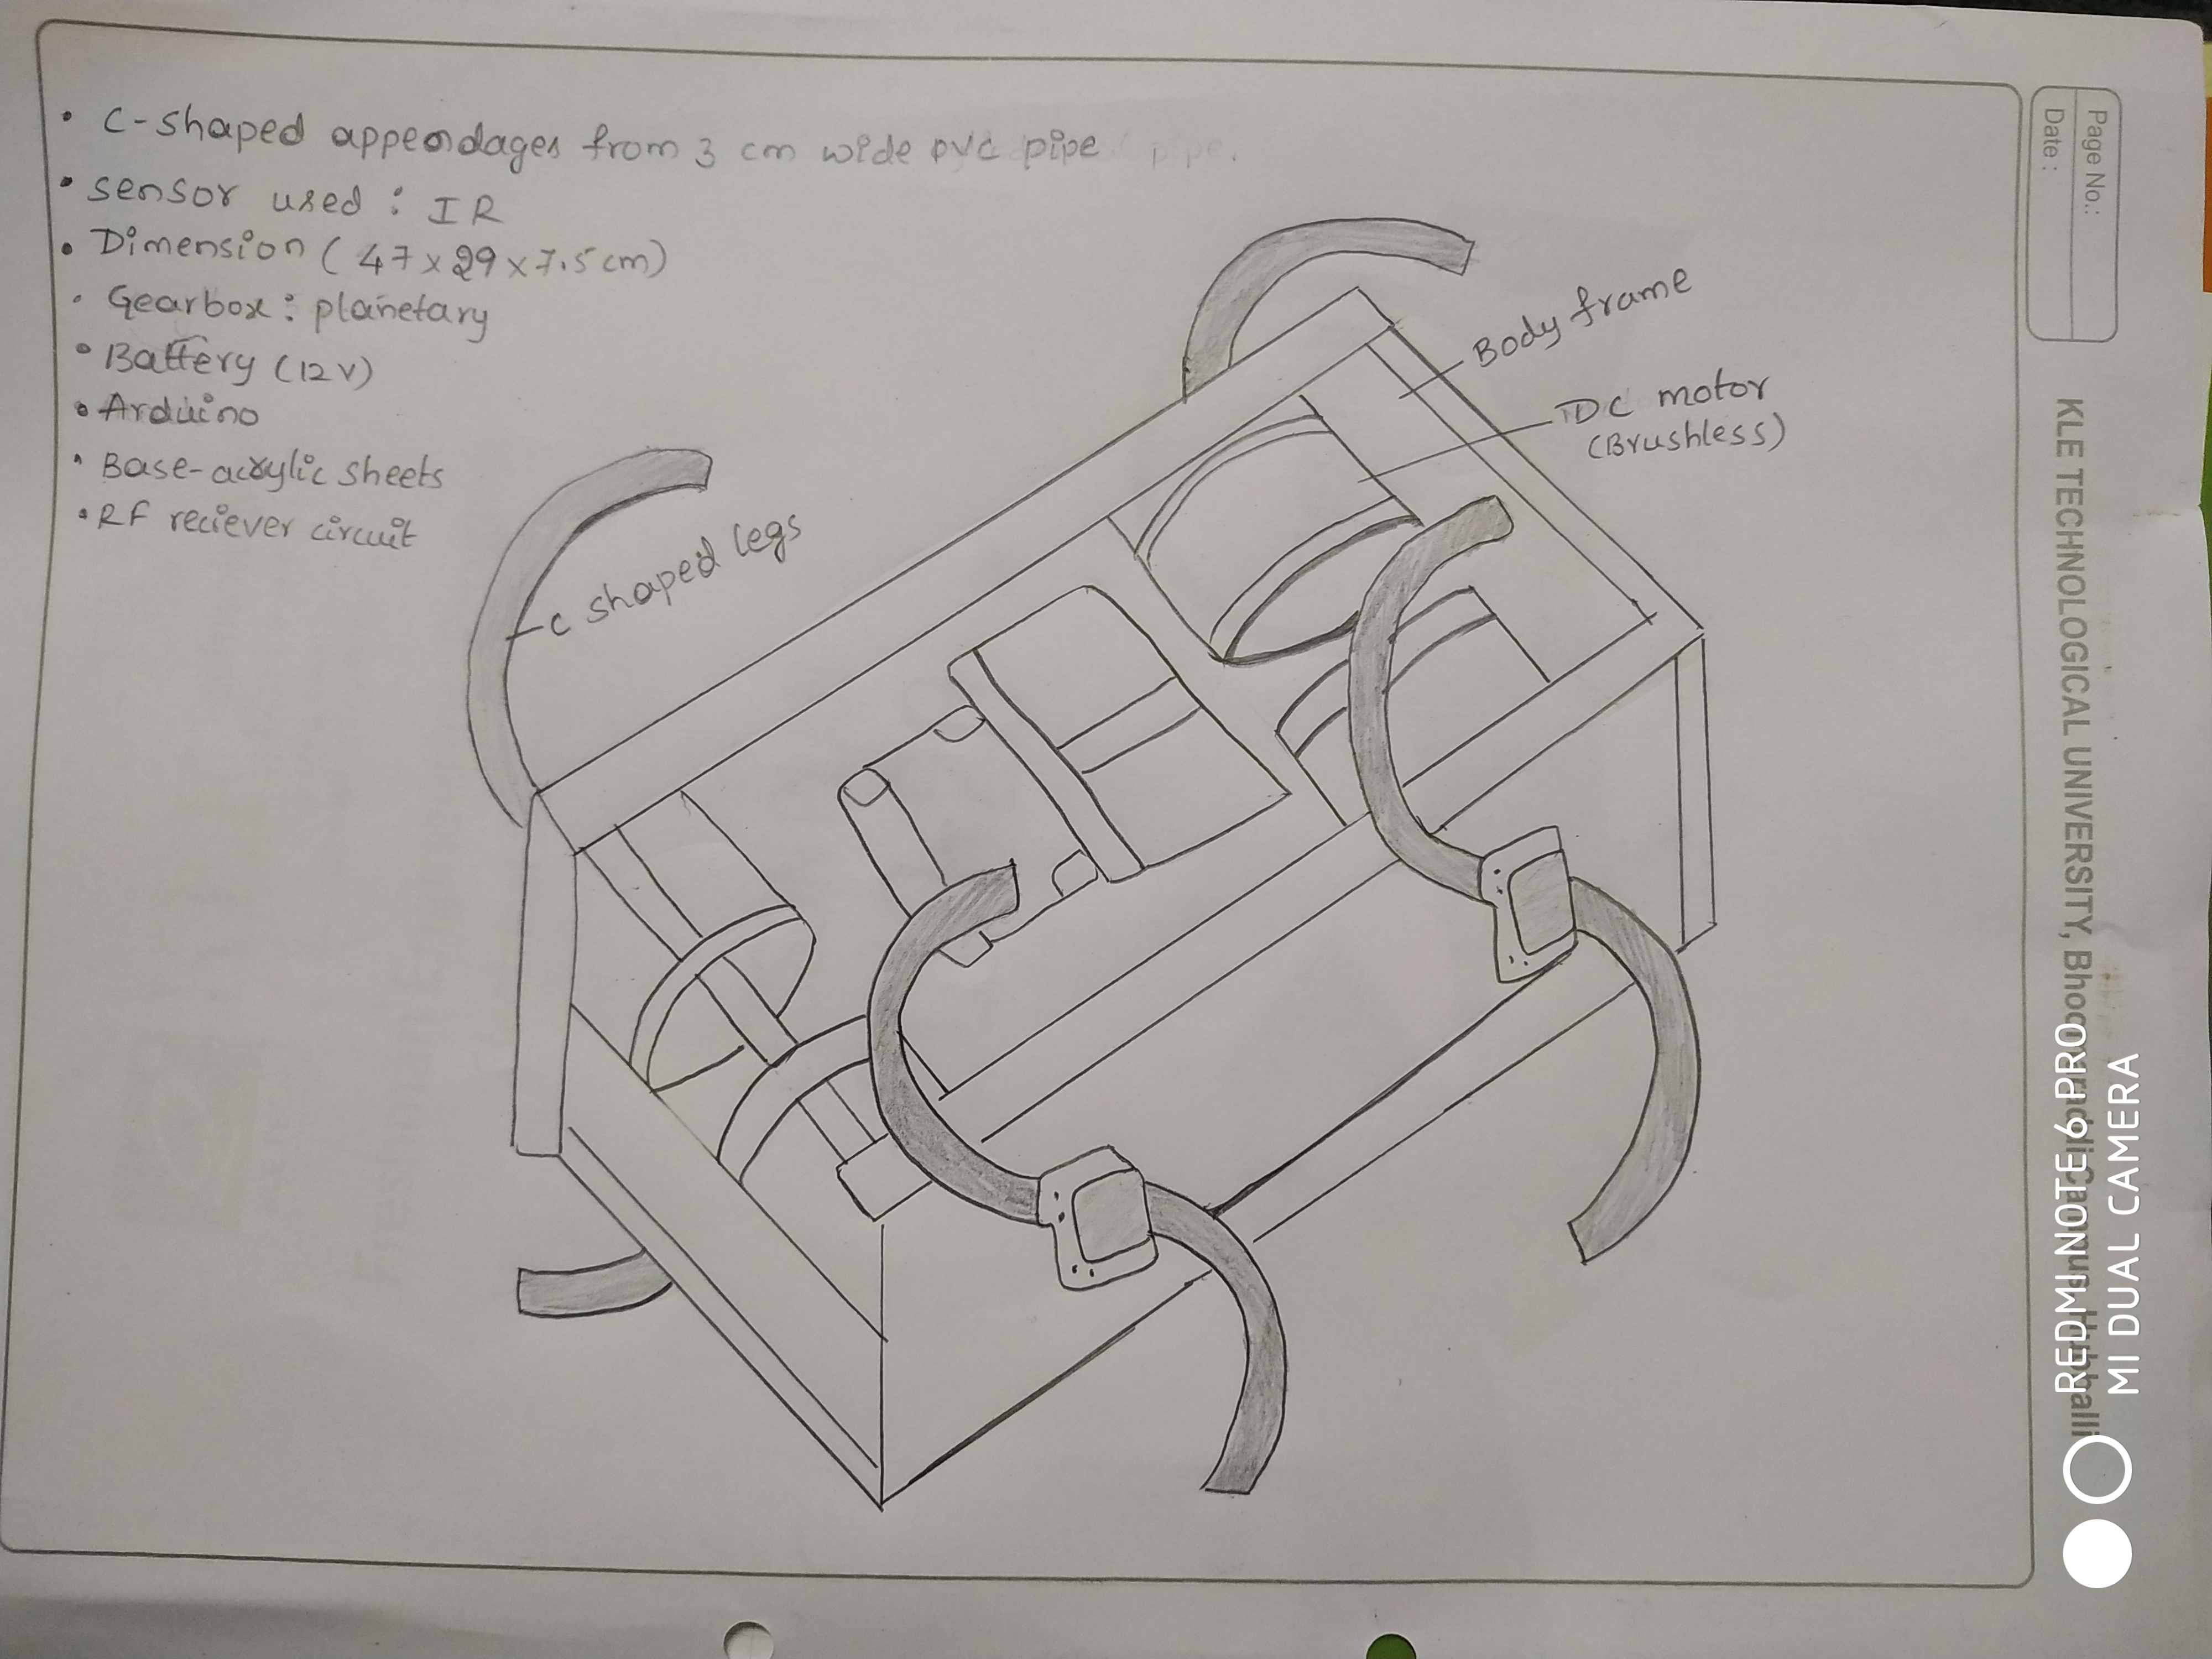 • C-shaped appendages from 3 cm wide pvc pipe
• Sensor used : IR
• Dimension (47 x 29 x 7.5 cm)
• Gearbox : planetary
• Battery (12 V)
• Arduino
• Base-acrylic sheets
• RF reciever circuit
C shaped legs
Body frame
DC motor
(Brushless)
KLE TECHNOLOGICAL UNIVERSITY, Bhoomaraddi Campus, Hubballi
Page No.:
Date :
REDMI NOTE 6 PRO
MI DUAL CAMERA